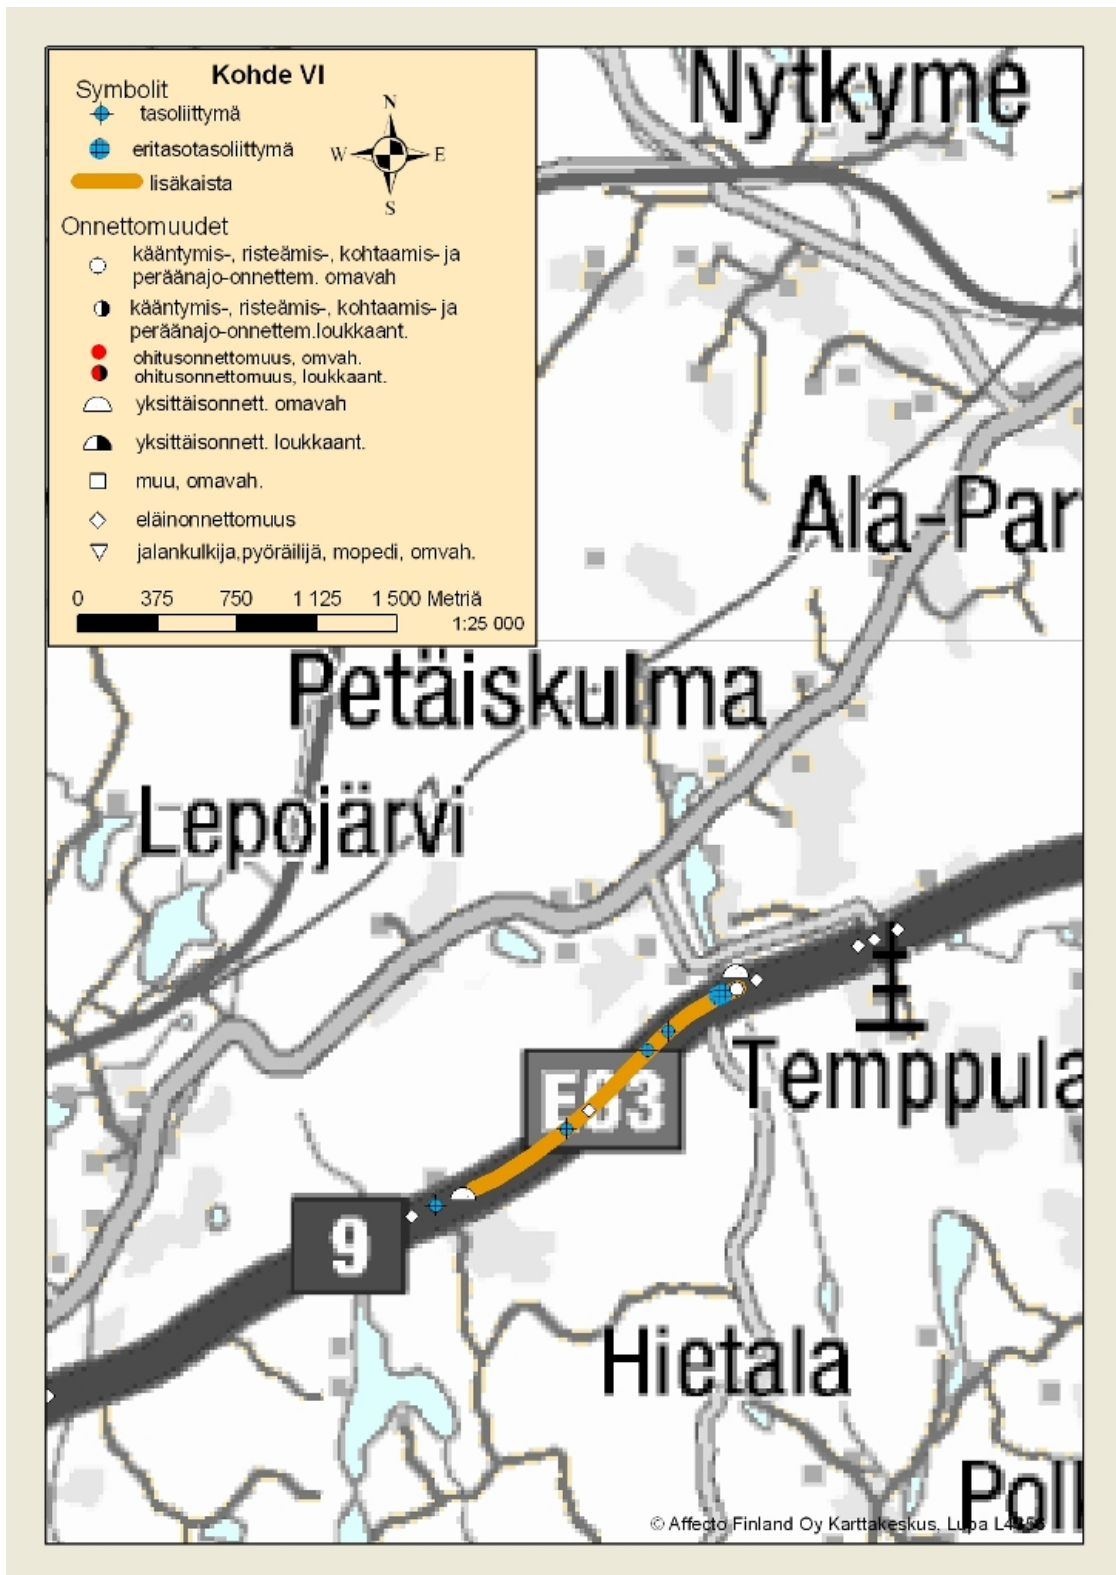 Kohde VI
Symbolit
tasoliittymä
eritasotasoliittymä
lisäkaista
N
W
E
S
Onnettomuudet
kääntymis-, risteämis-, kohtaamis- ja
peräänajo-onnettem. omavah
kääntymis-, risteämis-, kohtaamis- ja
peräänajo-onnettem.loukkaant.
ohitusonnettomuus, omvah.
ohitusonnettomuus, loukkaant.
yksittäisonnett. omavah
yksittäisonnett. loukkaant.
muu, omavah.
eläinonnettomuus
jalankulkija,pyöräilijä, mopedi, omvah.
0 375 750 1 125 1 500 Metriä
1:25 000
Nytkyme
Ala-Par
Petäiskulma
Lepojärvi
Temppula
9
Hietala
Poll
© Affecto Finland Oy Karttakeskus, Lupa